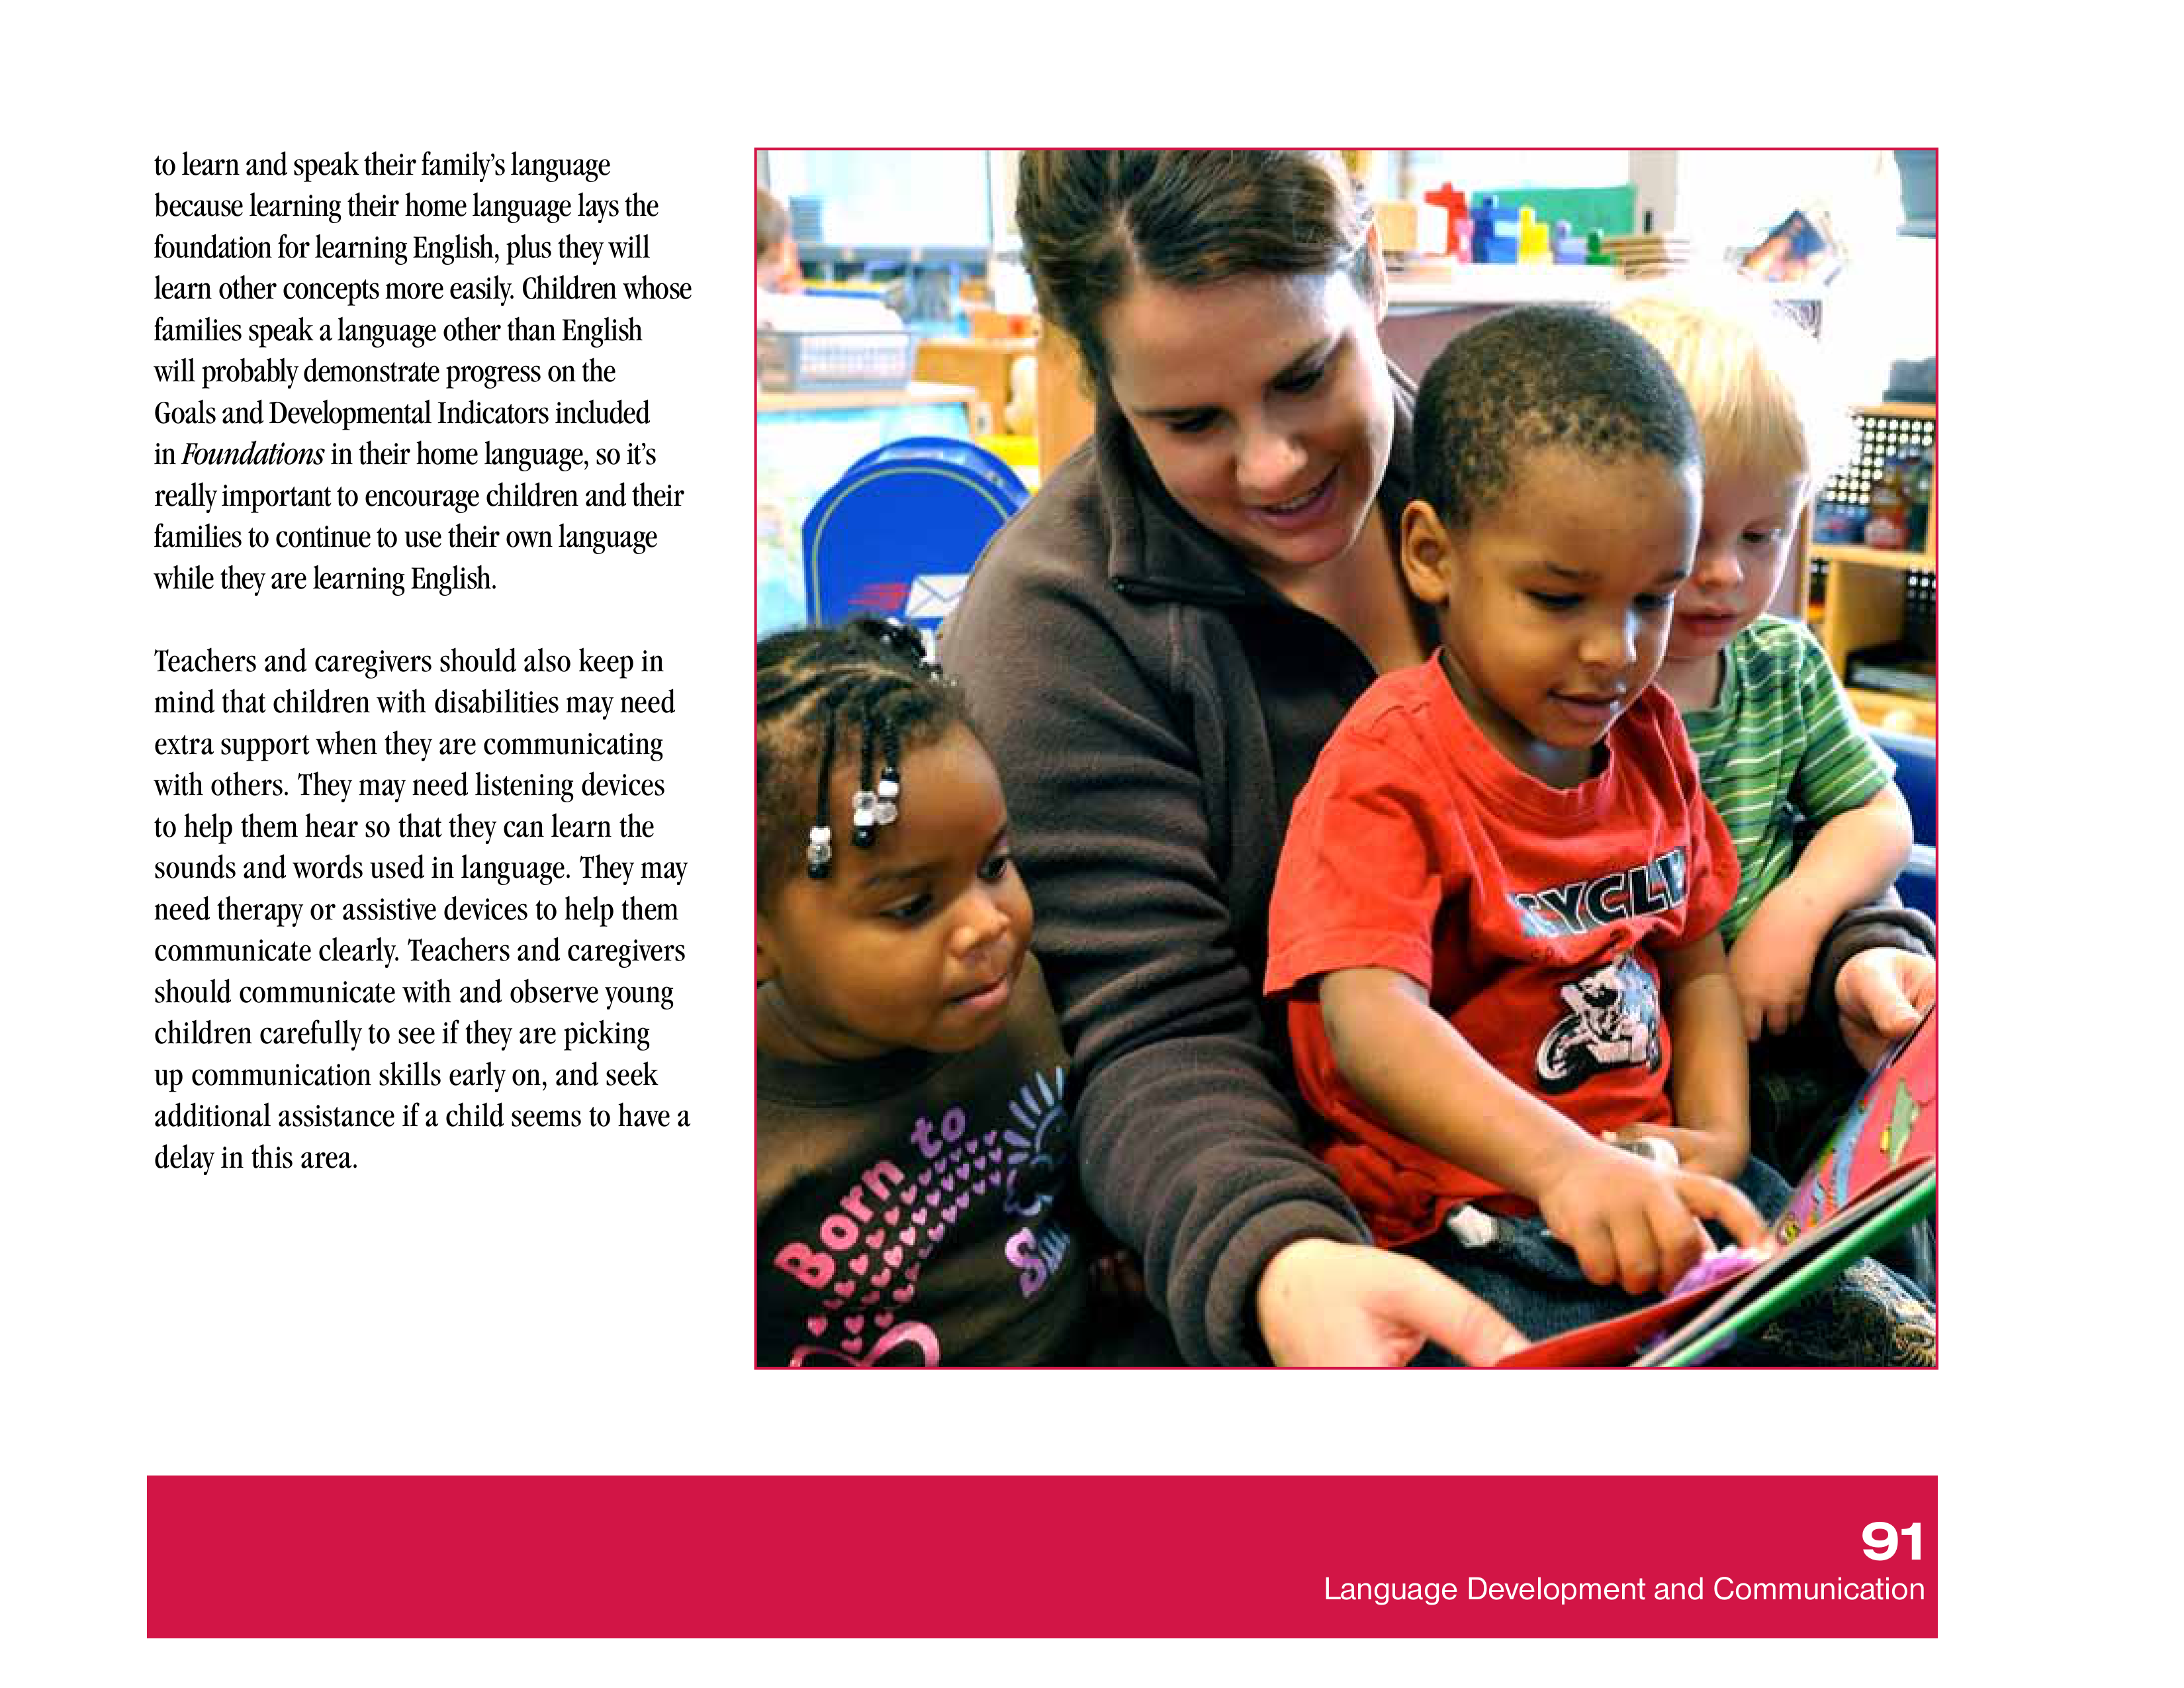 to learn and speak their family’s language
because learning their home language lays the
foundation for learning English, plus they will
learn other concepts more easily. Children whose
families speak a language other than English
will probably demonstrate progress on the
Goals and Developmental Indicators included
in Foundations in their home language, so it’s
really important to encourage children and their
families to continue to use their own language
while they are learning English.
Teachers and caregivers should also keep in
mind that children with disabilities may need
extra support when they are communicating
with others. They may need listening devices
to help them hear so that they can learn the
sounds and words used in language. They may
need therapy or assistive devices to help them
communicate clearly. Teachers and caregivers
should communicate with and observe young
children carefully to see if they are picking
up communication skills early on, and seek
additional assistance if a child seems to have a
delay in this area.
Born to
91
Language Development and Communication